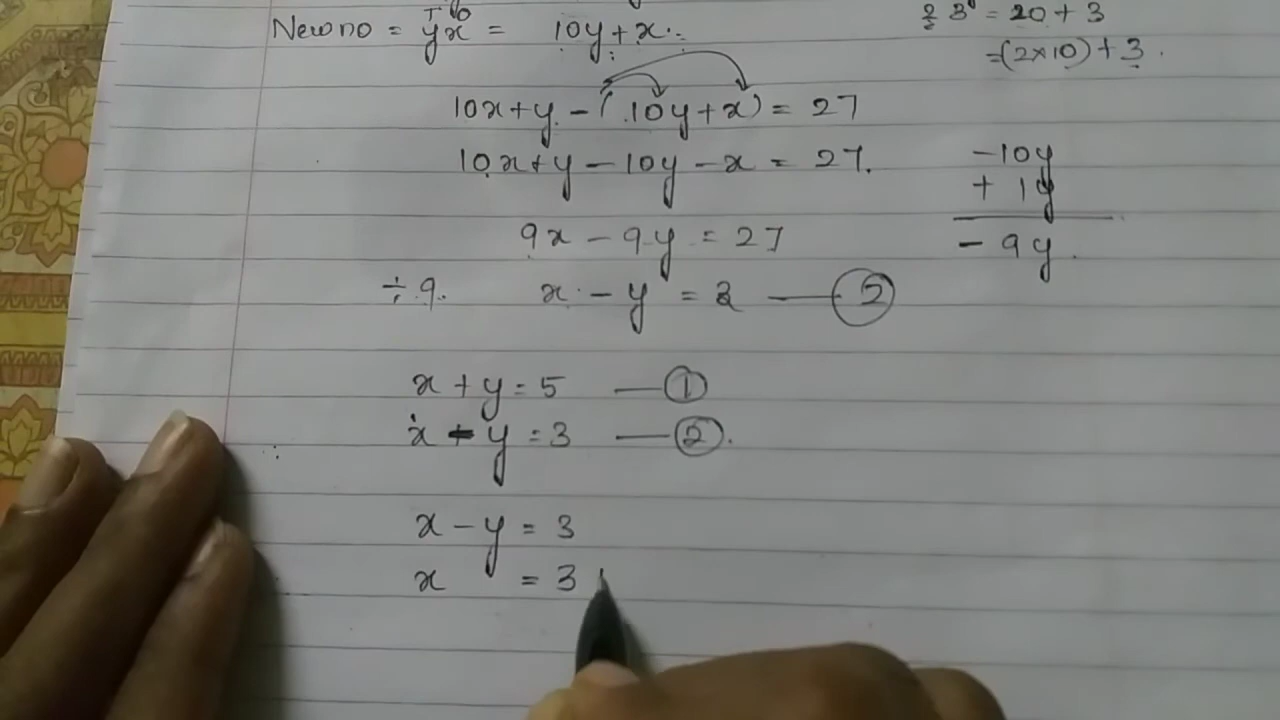 T U
New no = yx = 10y + x.
10x + y - (10y + x) = 27
10x + y - 10y - x = 27.
9x - 9y = 27
÷ 9. x - y = 3 — ②
x + y = 5 — ①
x - y = 3 — ②.
x - y = 3
x = 3
23 = 20 + 3
= (2×10) + 3.
-10y
+ 1y
- 9y.